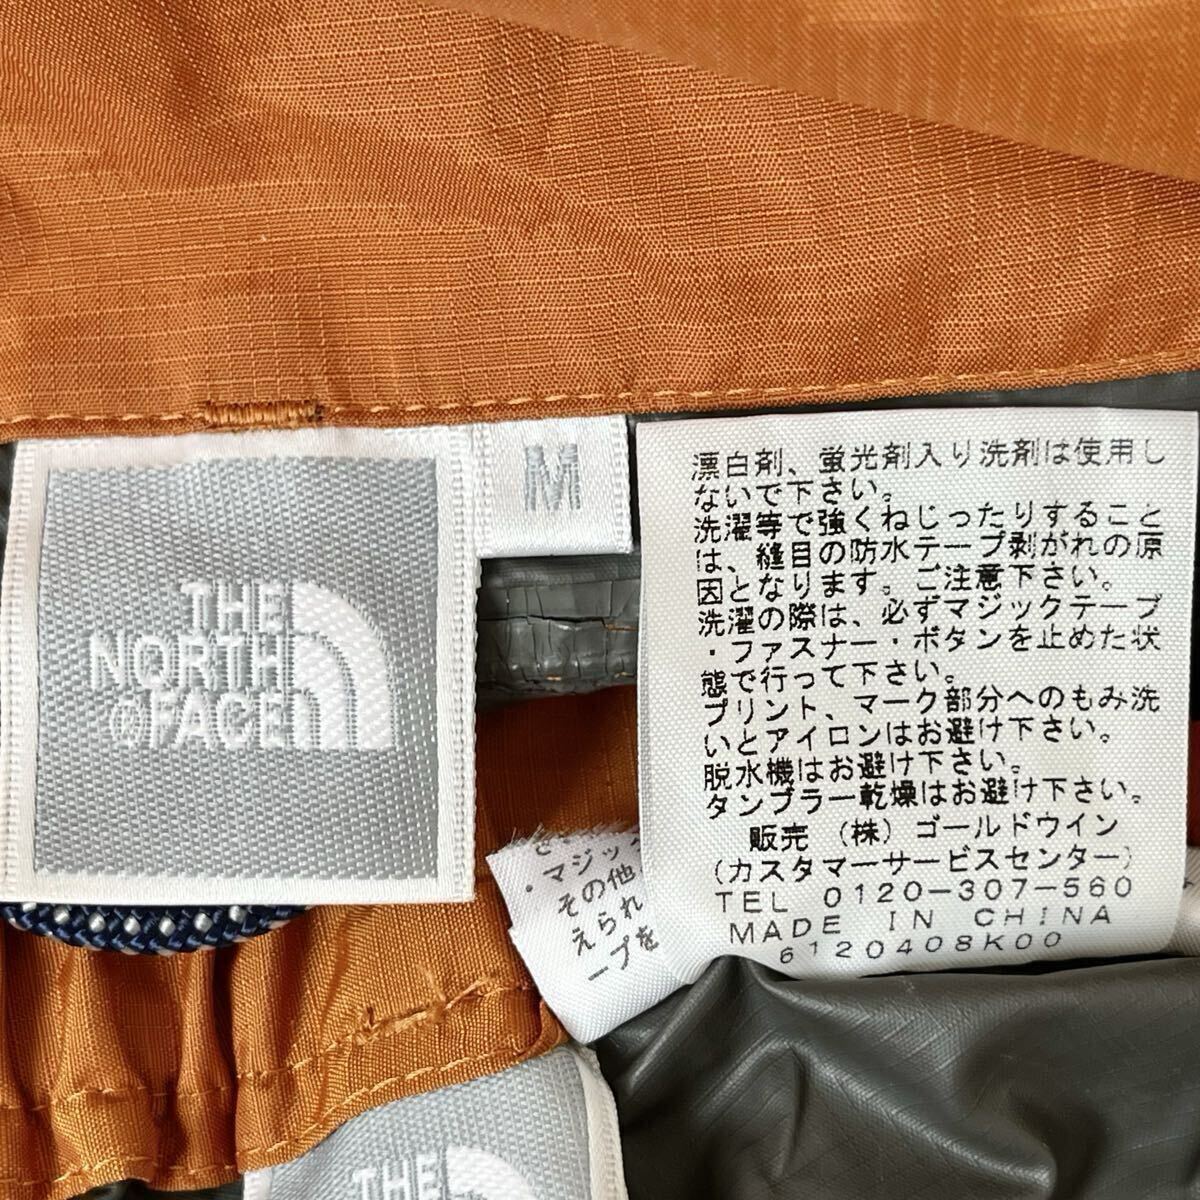 THE
NORTH
FACE
M
漂白剤、蛍光剤入り洗剤は使用し
ないで下さい。
洗濯等で強くねじったりすること
は、縫目の防水テープ剥がれの原
因となります。ご注意下さい。
洗濯の際は、必ずマジックテープ
・ファスナー・ボタンを止めた状
態で行って下さい。
プリント、マーク部分へのもみ洗
いとアイロンはお避け下さい。
脱水機はお避け下さい。
タンブラー乾燥はお避け下さい。
販売 (株) ゴールドウイン
(カスタマーサービスセンター)
TEL 0120-307-560
MADE IN CHINA
6120408K00
・マジッ
その他
えられ
ープを
THE
NORTH